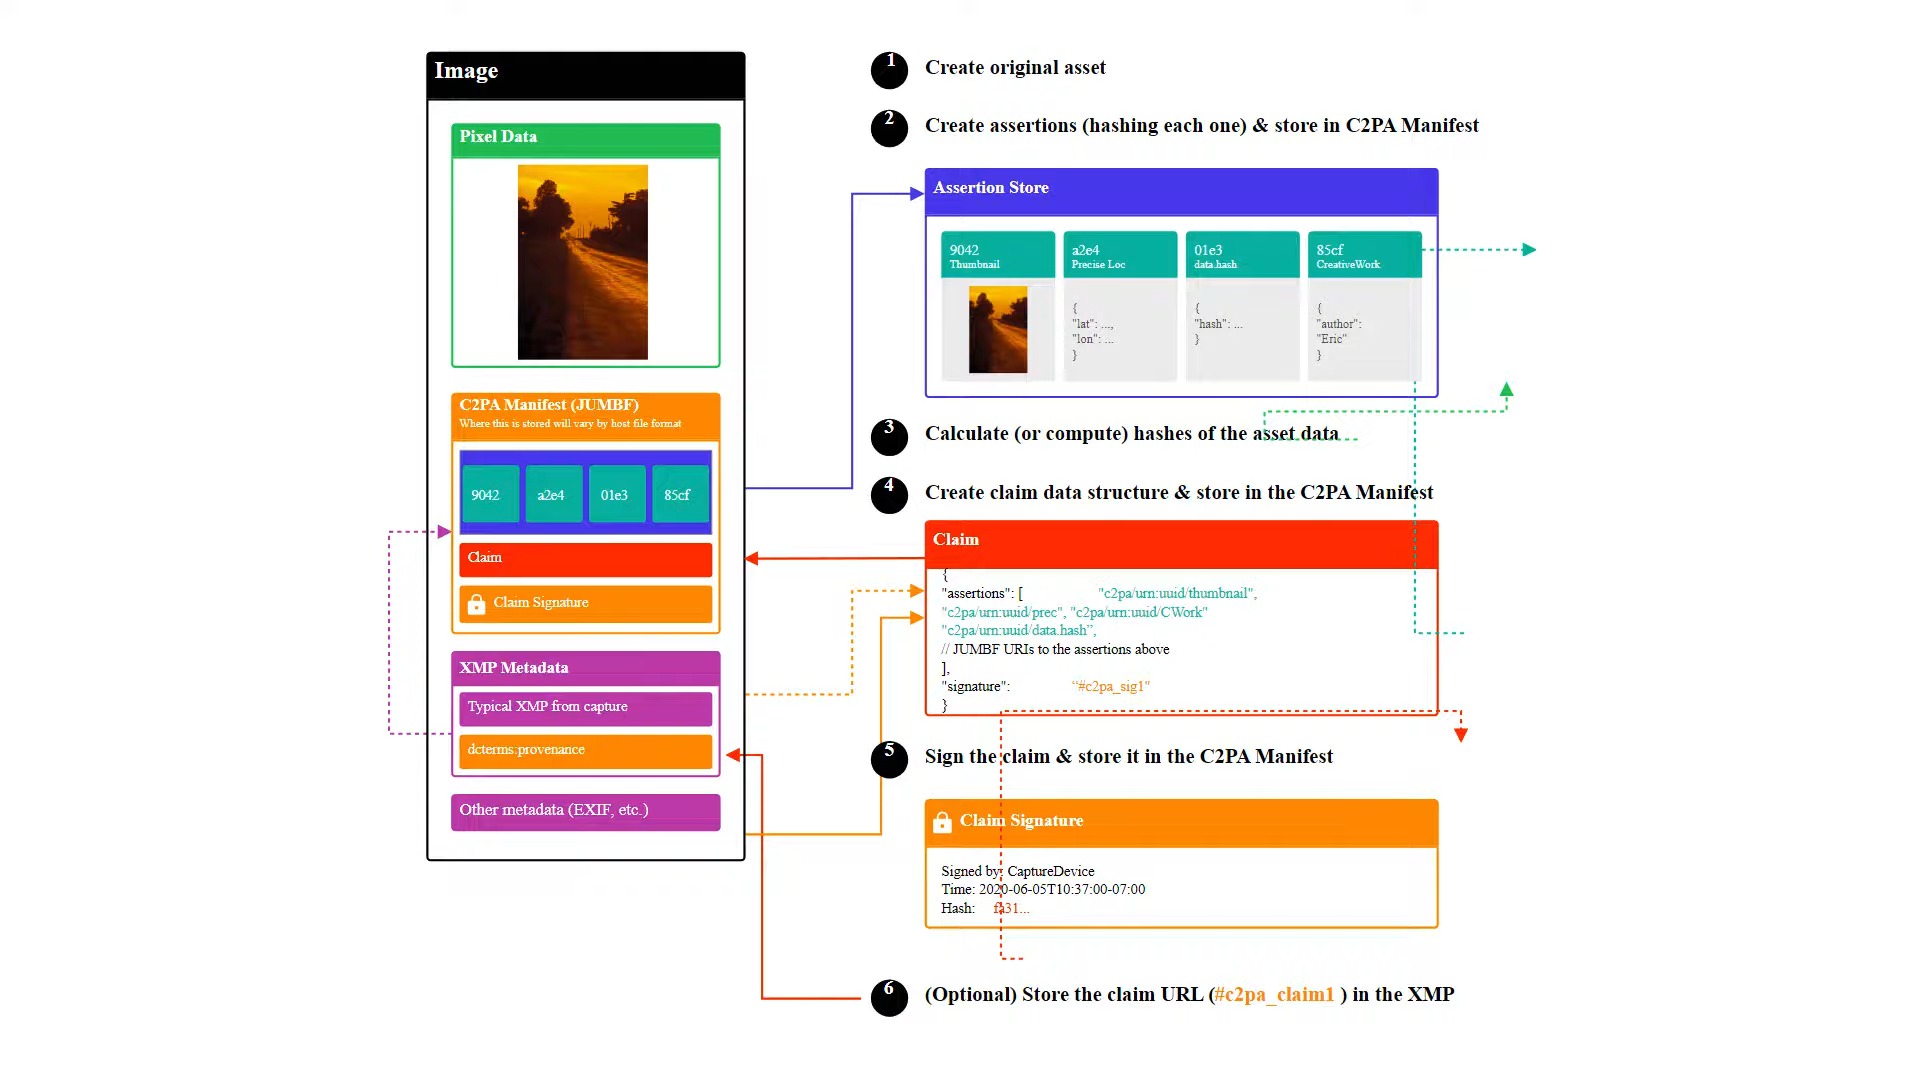 Image
Pixel Data
C2PA Manifest (JUMBF)
Where this is stored will vary by host file format
9042
a2e4
01e3
85cf
Claim
Claim Signature
XMP Metadata
Typical XMP from capture
dcterms:provenance
Other metadata (EXIF, etc.)
1
Create original asset
2
Create assertions (hashing each one) & store in C2PA Manifest
Assertion Store
9042
Thumbnail
a2e4
Precise Loc
{
"lat": ...,
"lon": ...
}
01e3
data.hash
{
"hash": ...
}
85cf
CreativeWork
{
"author":
"Eric"
}
3
Calculate (or compute) hashes of the asset data
4
Create claim data structure & store in the C2PA Manifest
Claim
{
"assertions": [ "c2pa/urn:uuid/thumbnail",
"c2pa/urn:uuid/prec", "c2pa/urn:uuid/CWork"
"c2pa/urn:uuid/data.hash”,
// JUMBF URIs to the assertions above
],
"signature": “#c2pa_sig1"
}
5
Sign the claim & store it in the C2PA Manifest
Claim Signature
Signed by: CaptureDevice
Time: 2020-06-05T10:37:00-07:00
Hash: fa31...
6
(Optional) Store the claim URL (#c2pa_claim1 ) in the XMP